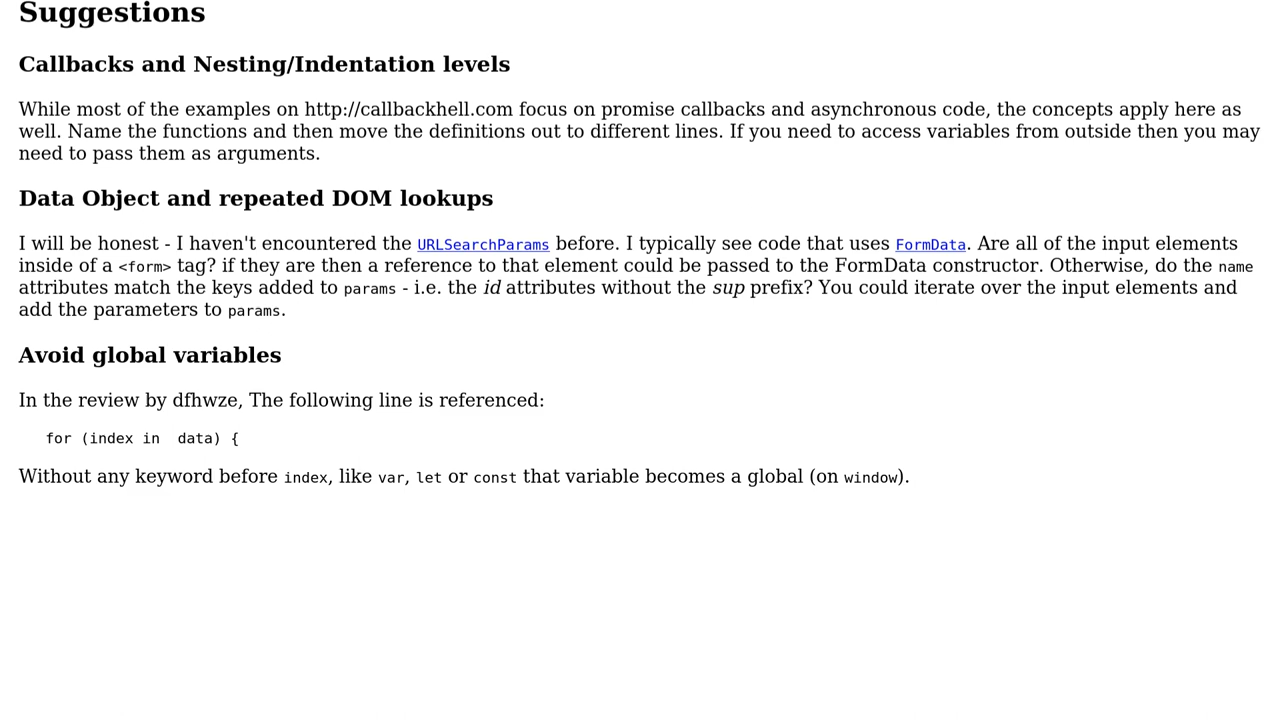 Suggestions
Callbacks and Nesting/Indentation levels
While most of the examples on http://callbackhell.com focus on promise callbacks and asynchronous code, the concepts apply here as
well. Name the functions and then move the definitions out to different lines. If you need to access variables from outside then you may
need to pass them as arguments.
Data Object and repeated DOM lookups
I will be honest - I haven't encountered the URLSearchParams before. I typically see code that uses FormData. Are all of the input elements
inside of a <form> tag? if they are then a reference to that element could be passed to the FormData constructor. Otherwise, do the name
attributes match the keys added to params - i.e. the id attributes without the sup prefix? You could iterate over the input elements and
add the parameters to params.
Avoid global variables
In the review by dfhwze, The following line is referenced:
for (index in  data) {
Without any keyword before index, like var, let or const that variable becomes a global (on window).